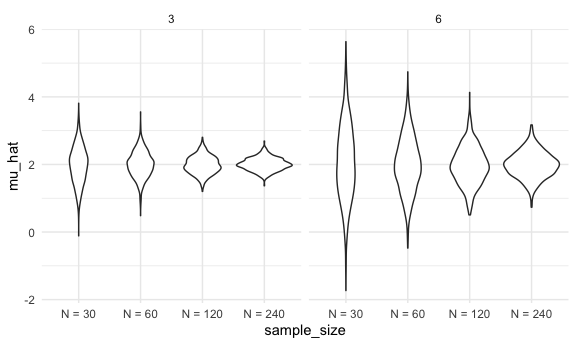 3
6
6
4
2
0
-2
mu_hat
N = 30
N = 60
N = 120
N = 240
N = 30
N = 60
N = 120
N = 240
sample_size